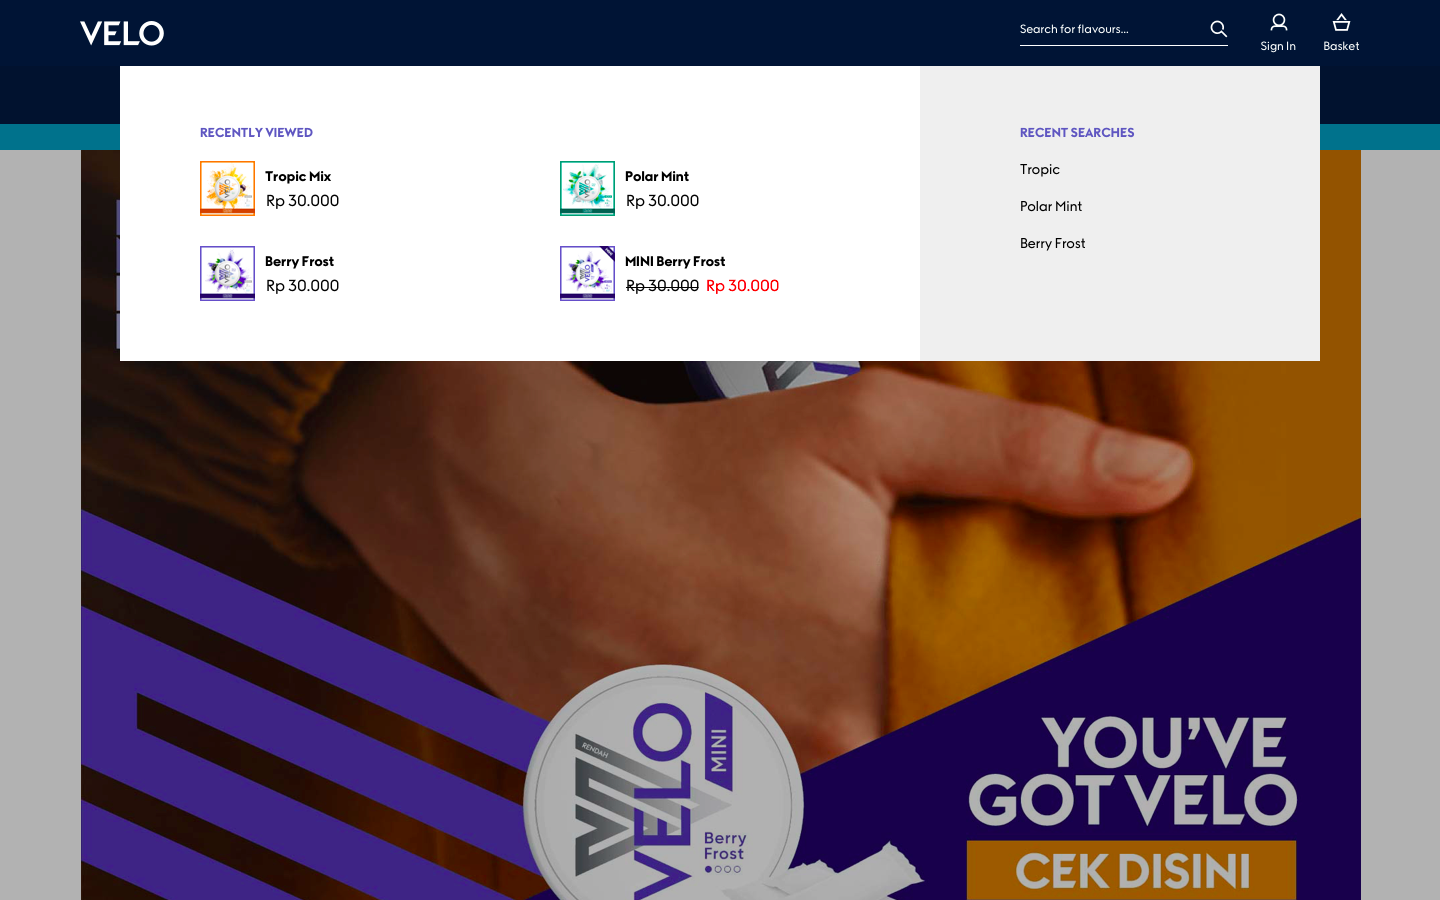 VELO
Search for flavours...
Sign In
Basket
RECENTLY VIEWED
RECENT SEARCHES
Tropic Mix
Rp 30.000
Polar Mint
Rp 30.000
Berry Frost
Rp 30.000
MINI Berry Frost
Rp 30.000 Rp 30.000
Tropic
Polar Mint
Berry Frost
RENDAH
VELO
MINI
Berry
Frost
YOU'VE
GOT VELO
CEK DISINI